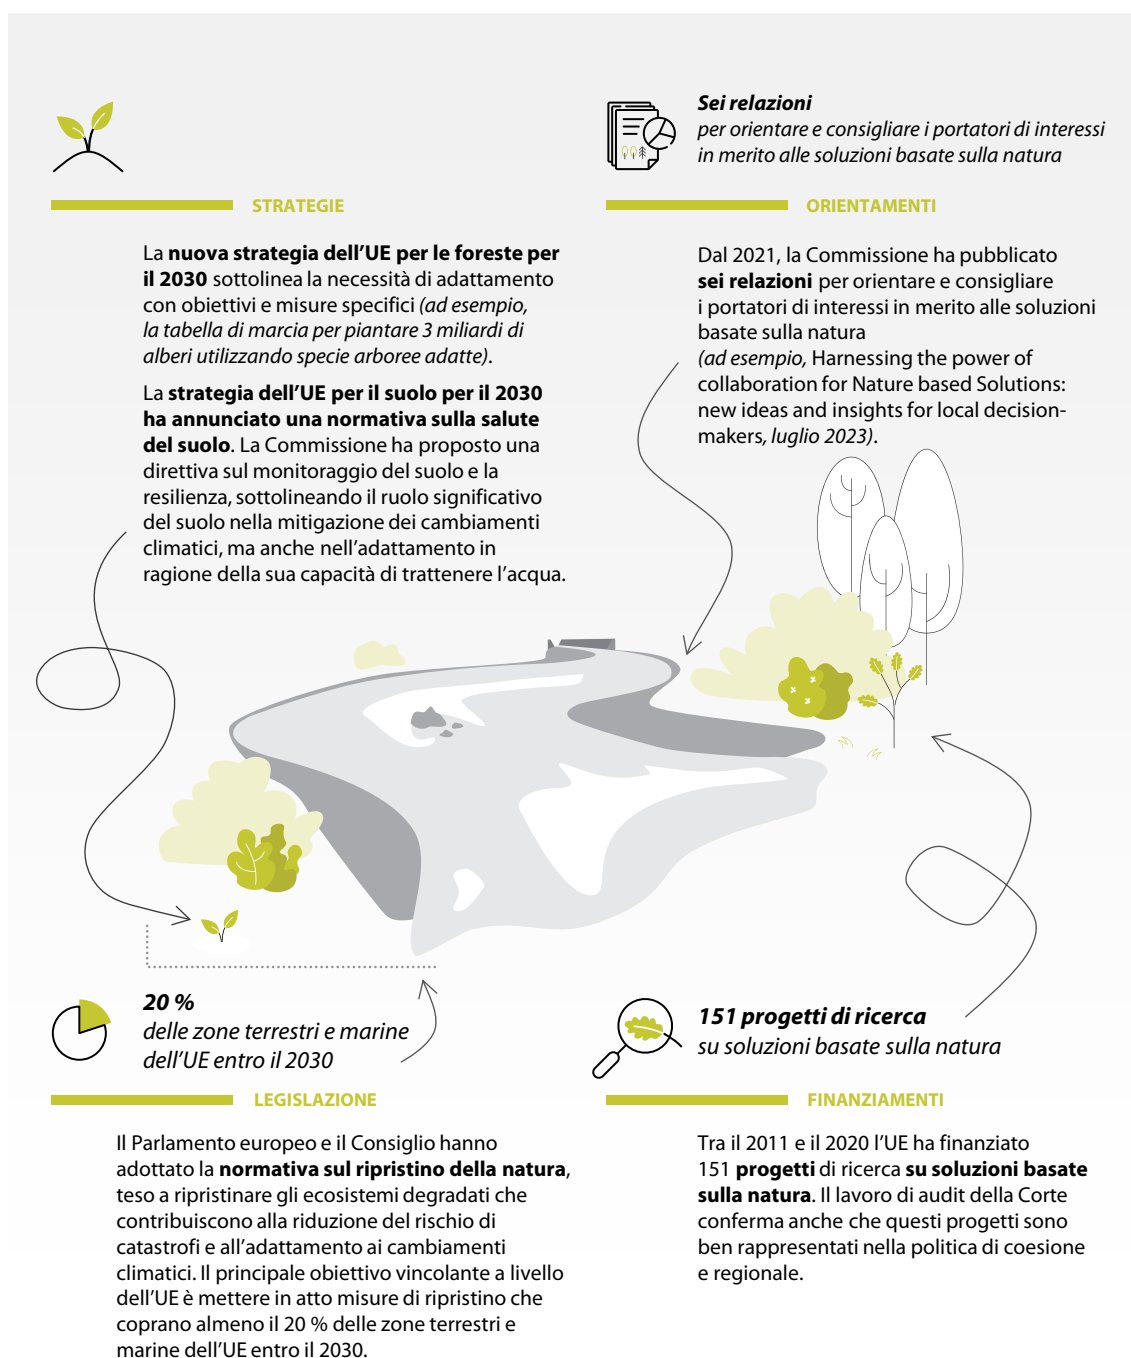 STRATEGIE
La nuova strategia dell'UE per le foreste per
il 2030 sottolinea la necessità di adattamento
con obiettivi e misure specifici (ad esempio,
la tabella di marcia per piantare 3 miliardi di
alberi utilizzando specie arboree adatte).
La strategia dell'UE per il suolo per il 2030
ha annunciato una normativa sulla salute
del suolo. La Commissione ha proposto una
direttiva sul monitoraggio del suolo e la
resilienza, sottolineando il ruolo significativo
del suolo nella mitigazione dei cambiamenti
climatici, ma anche nell'adattamento in
ragione della sua capacità di trattenere l'acqua.
Sei relazioni
per orientare e consigliare i portatori di interessi
in merito alle soluzioni basate sulla natura
ORIENTAMENTI
Dal 2021, la Commissione ha pubblicato
sei relazioni per orientare e consigliare
i portatori di interessi in merito alle soluzioni
basate sulla natura
(ad esempio, Harnessing the power of
collaboration for Nature based Solutions:
new ideas and insights for local decision-
makers, luglio 2023).
20 %
delle zone terrestri e marine
dell'UE entro il 2030
LEGISLAZIONE
Il Parlamento europeo e il Consiglio hanno
adottato la normativa sul ripristino della natura,
teso a ripristinare gli ecosistemi degradati che
contribuiscono alla riduzione del rischio di
catastrofi e all'adattamento ai cambiamenti
climatici. Il principale obiettivo vincolante a livello
dell'UE è mettere in atto misure di ripristino che
coprano almeno il 20 % delle zone terrestri e
marine dell'UE entro il 2030.
151 progetti di ricerca
su soluzioni basate sulla natura
FINANZIAMENTI
Tra il 2011 e il 2020 l'UE ha finanziato
151 progetti di ricerca su soluzioni basate
sulla natura. Il lavoro di audit della Corte
conferma anche che questi progetti sono
ben rappresentati nella politica di coesione
e regionale.